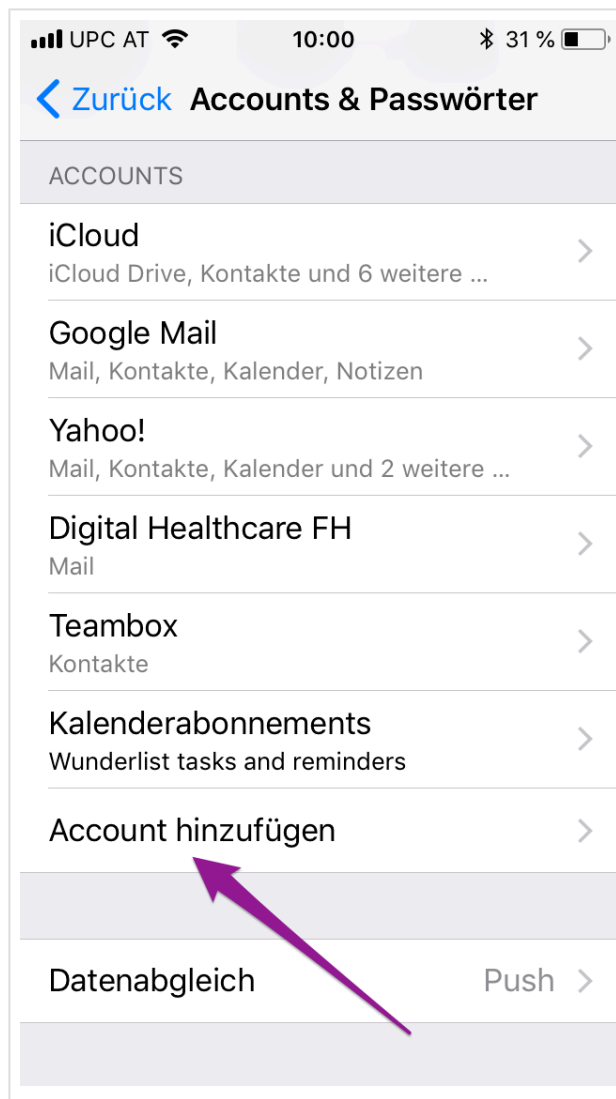 UPC AT 10:00 31 %
Zurück Accounts & Passwörter
ACCOUNTS
iCloud
iCloud Drive, Kontakte und 6 weitere ...
Google Mail
Mail, Kontakte, Kalender, Notizen
Yahoo!
Mail, Kontakte, Kalender und 2 weitere ...
Digital Healthcare FH
Mail
Teambox
Kontakte
Kalenderabonnements
Wunderlist tasks and reminders
Account hinzufügen
Datenabgleich Push